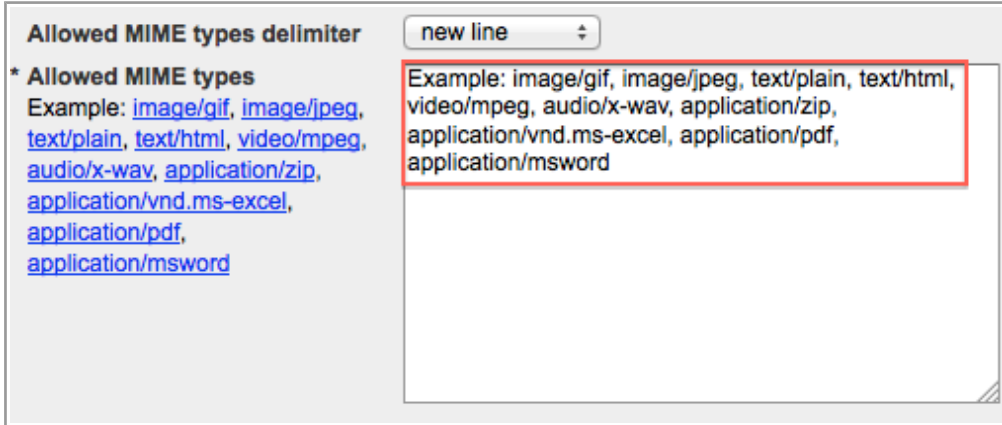 Allowed MIME types delimiter
new line
* Allowed MIME types
Example: image/gif, image/jpeg,
text/plain, text/html, video/mpeg,
audio/x-wav, application/zip,
application/vnd.ms-excel,
application/pdf,
application/msword
Example: image/gif, image/jpeg, text/plain, text/html,
video/mpeg, audio/x-wav, application/zip,
application/vnd.ms-excel, application/pdf,
application/msword